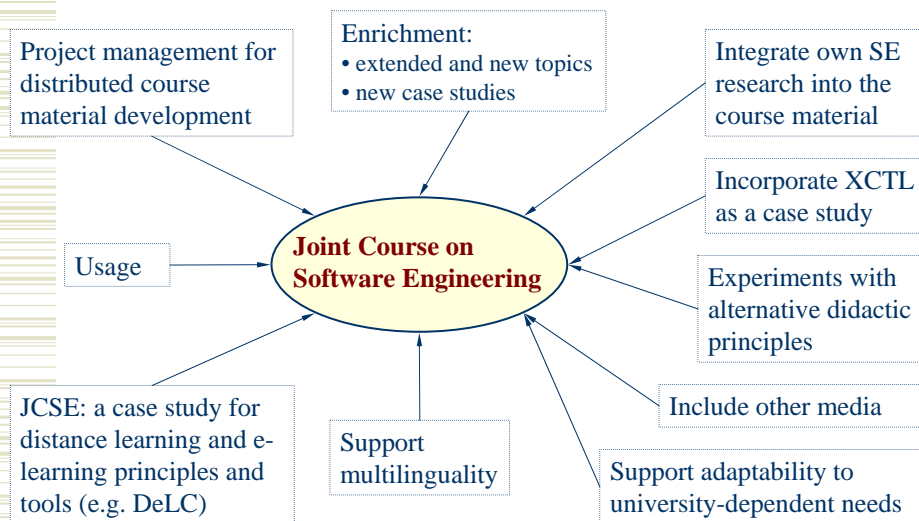 Project management for
distributed course
material development
Enrichment:
• extended and new topics
• new case studies
Integrate own SE
research into the
course material
Incorporate XCTL
as a case study
Joint Course on
Software Engineering
Usage
Experiments with
alternative didactic
principles
JCSE: a case study for
distance learning and e-
learning principles and
tools (e.g. DeLC)
Support
multilinguality
Include other media
Support adaptability to
university-dependent needs